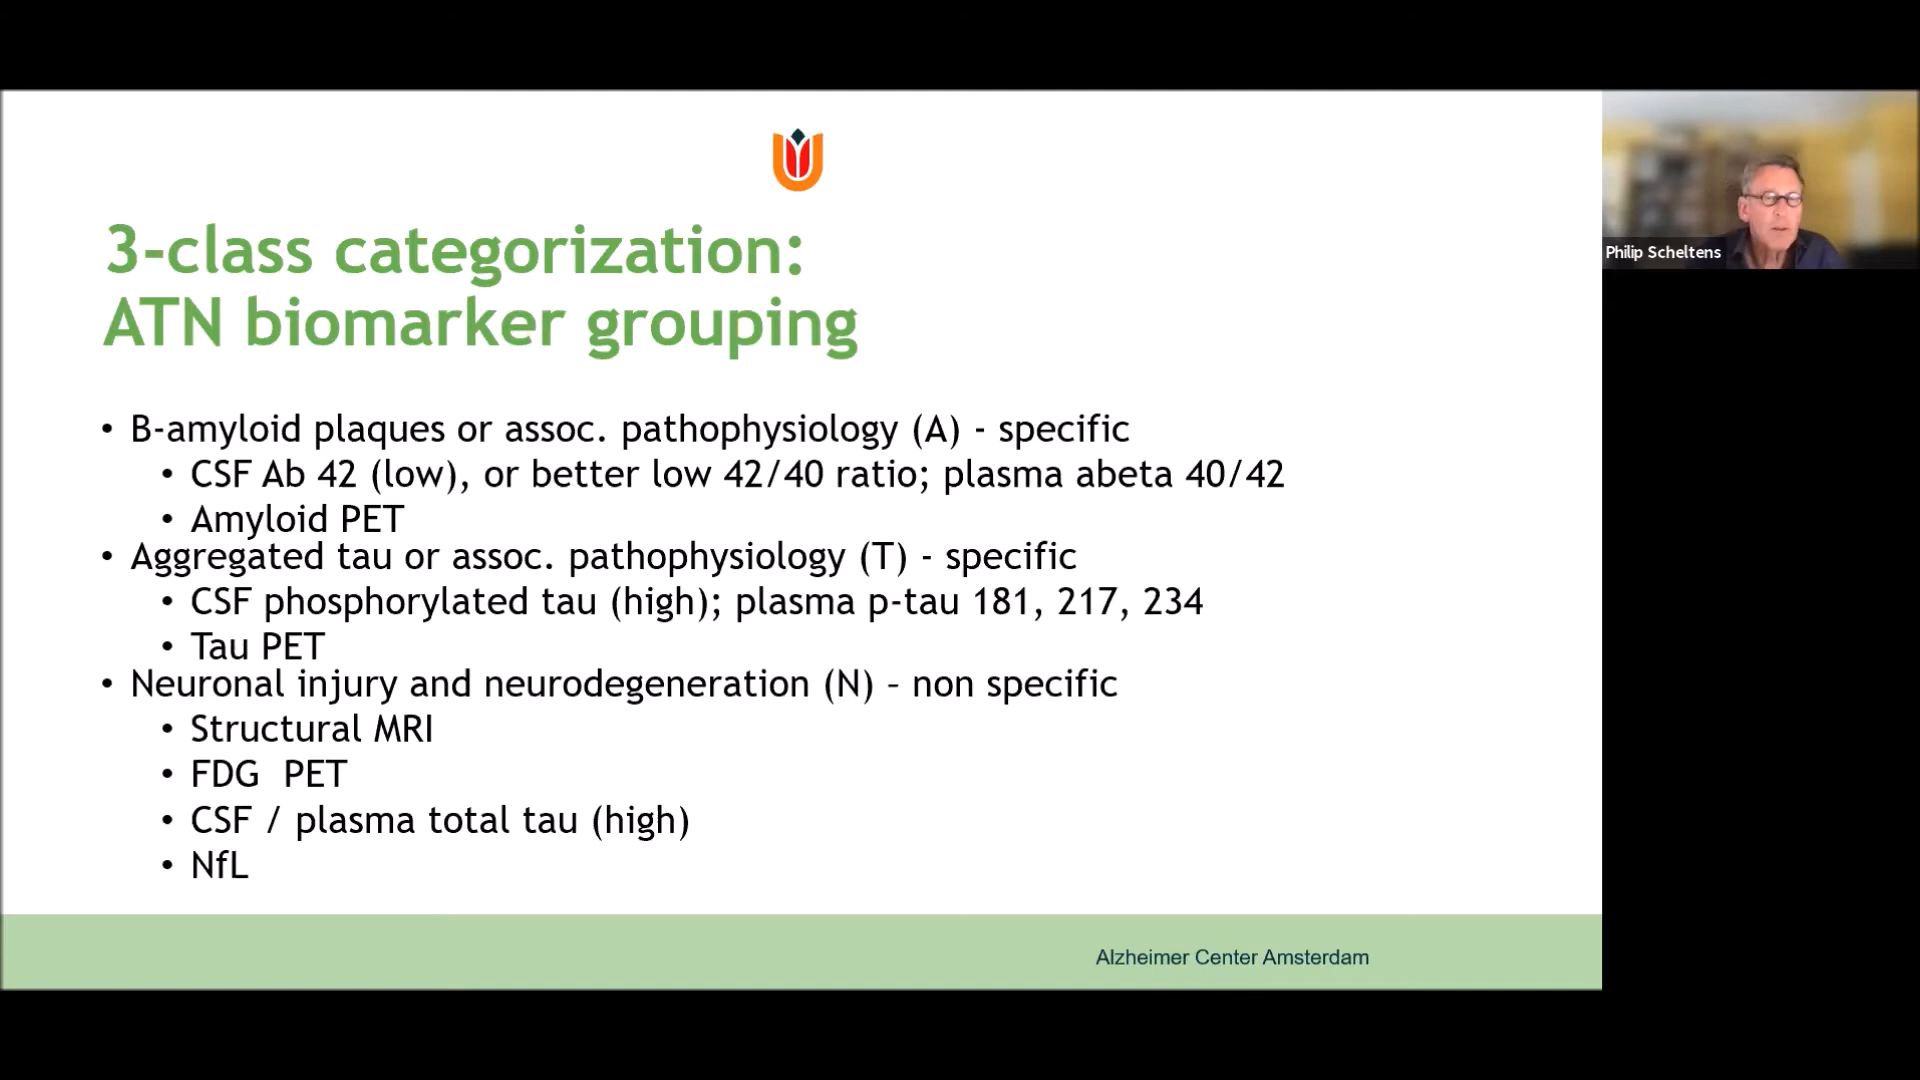 3-class categorization:
ATN biomarker grouping
• B-amyloid plaques or assoc. pathophysiology (A) - specific
• CSF Ab 42 (low), or better low 42/40 ratio; plasma abeta 40/42
• Amyloid PET
• Aggregated tau or assoc. pathophysiology (T) - specific
• CSF phosphorylated tau (high); plasma p-tau 181, 217, 234
• Tau PET
• Neuronal injury and neurodegeneration (N) – non specific
• Structural MRI
• FDG  PET
• CSF / plasma total tau (high)
• NfL
Alzheimer Center Amsterdam
Philip Scheltens